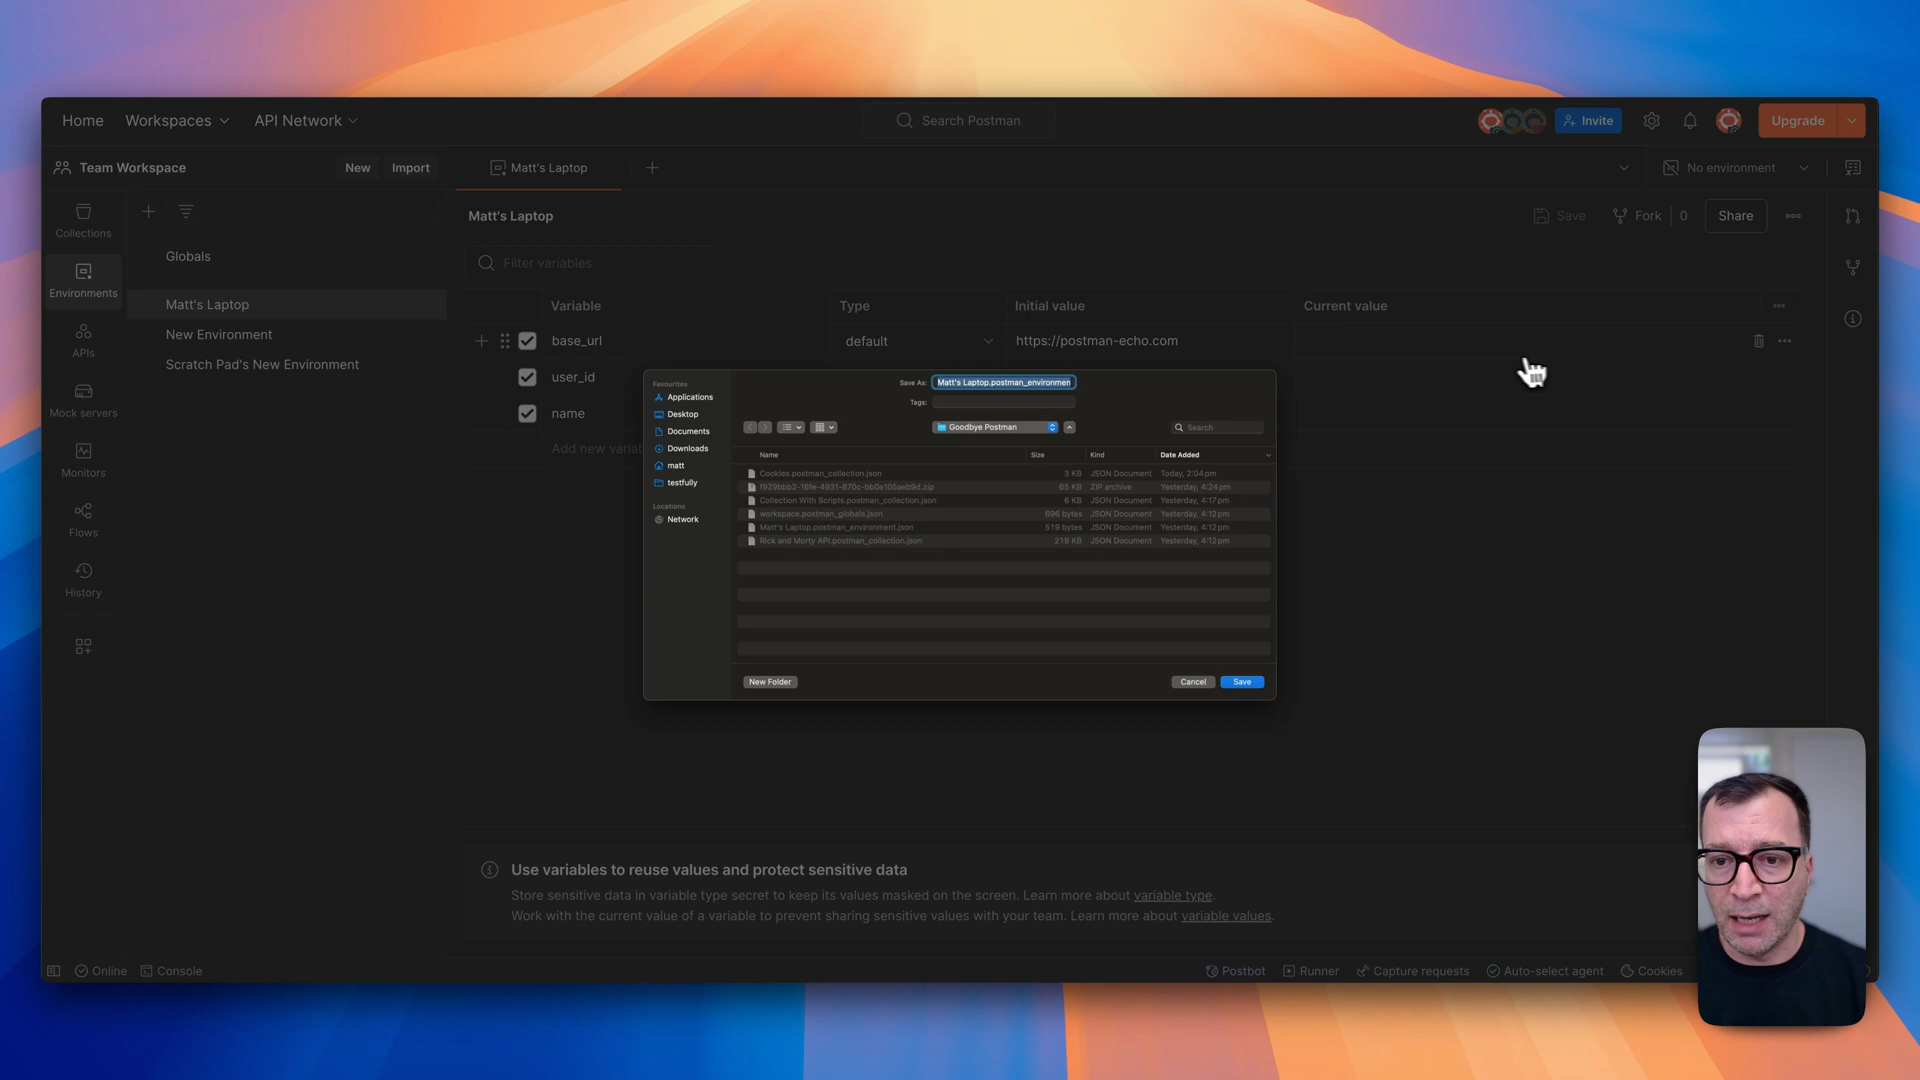 Home Workspaces API Network Search Postman Invite Upgrade
Team Workspace New Import Matt's Laptop No environment
Collections
Environments
APIs
Mock servers
Monitors
Flows
History
Globals
Matt's Laptop
New Environment
Scratch Pad's New Environment
Matt's Laptop Save Fork 0 Share
Filter variables
Variable Type Initial value Current value
base_url default https://postman-echo.com
user_id
name
Add new variab
Favourites
Applications
Desktop
Documents
Downloads
matt
testfully
Locations
Network
Save As: Matt's Laptop.postman_environmen
Tags:
Goodbye Postman Search
Name Size Kind Date Added
Cookies.postman_collection.json 3 KB JSON Document Today, 2:04 pm
f929bbb2-16fe-4931-870c-bb0e105aeb9d.zip 65 KB ZIP archive Yesterday, 4:24 pm
Collection With Scripts.postman_collection.json 6 KB JSON Document Yesterday, 4:17 pm
workspace.postman_globals.json 696 bytes JSON Document Yesterday, 4:12 pm
Matt's Laptop.postman_environment.json 519 bytes JSON Document Yesterday, 4:12 pm
Rick and Morty API.postman_collection.json 219 KB JSON Document Yesterday, 4:12 pm
New Folder Cancel Save
Use variables to reuse values and protect sensitive data
Store sensitive data in variable type secret to keep its values masked on the screen. Learn more about variable type.
Work with the current value of a variable to prevent sharing sensitive values with your team. Learn more about variable values.
Online Console Postbot Runner Capture requests Auto-select agent Cookies